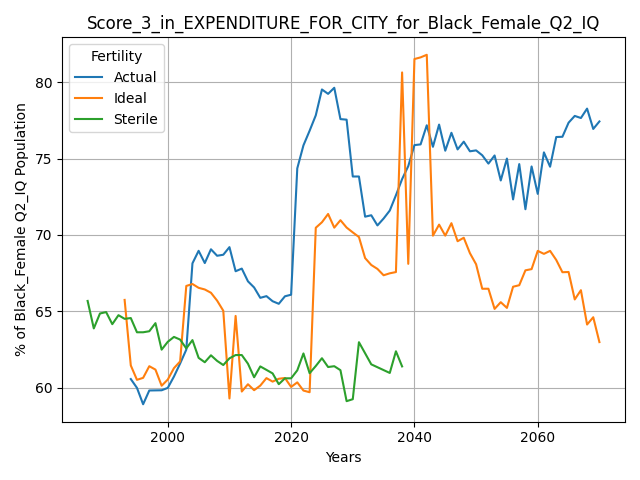 Score_3_in_EXPENDITURE_FOR_CITY_for_Black_Female_Q2_IQ
Fertility
Actual
Ideal
Sterile
% of Black_Female Q2_IQ Population
80
75
70
65
60
2000
2020
2040
2060
Years